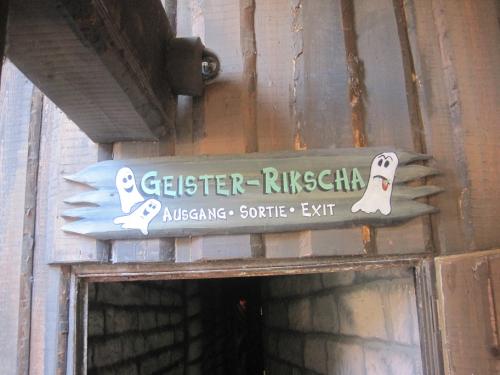 GEISTER-RIKSCHA
AUSGANG • SORTIE • EXIT